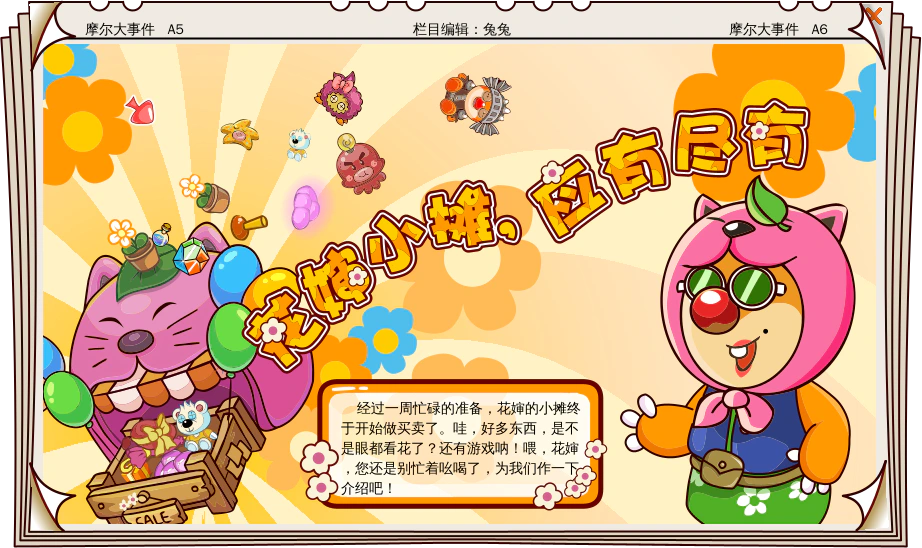 摩尔大事件 A5
栏目编辑：兔兔
摩尔大事件 A6
花婶小摊，应有尽有
经过一周忙碌的准备，花婶的小摊终
于开始做买卖了。哇，好多东西，是不
是眼都看花了？还有游戏呐！喂，花婶
，您还是别忙着吆喝了，为我们作一下
介绍吧！
SALE